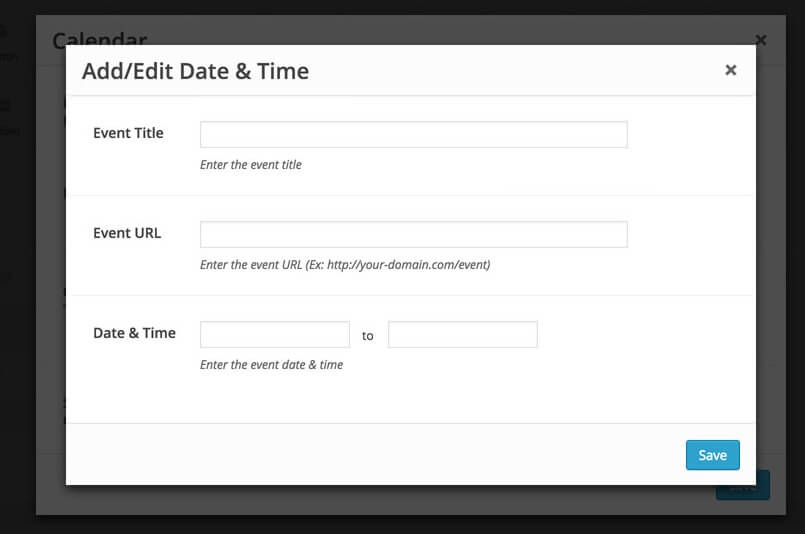 Calendar
Add/Edit Date & Time
Event Title
Enter the event title
Event URL
Enter the event URL (Ex: http://your-domain.com/event)
Date & Time
to
Enter the event date & time
Save